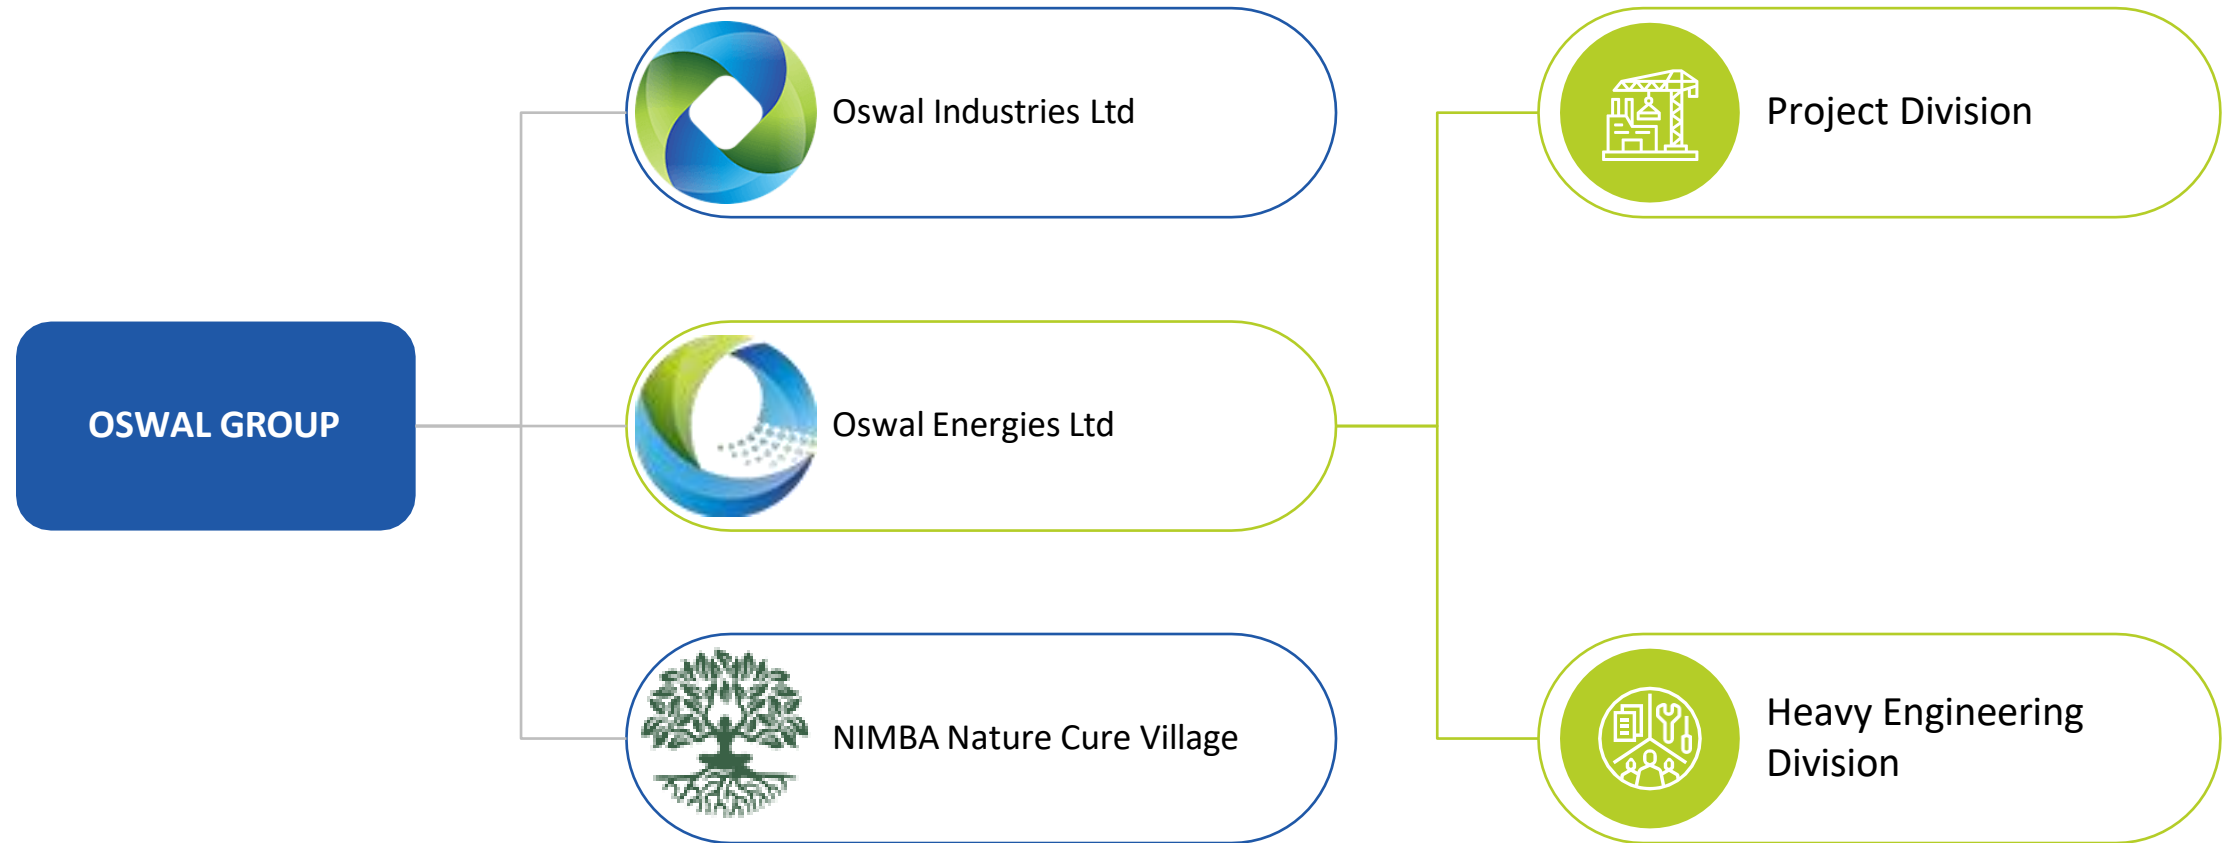 OSWAL GROUP
Oswal Industries Ltd
Oswal Energies Ltd
NIMBA Nature Cure Village
Project Division
Heavy Engineering
Division